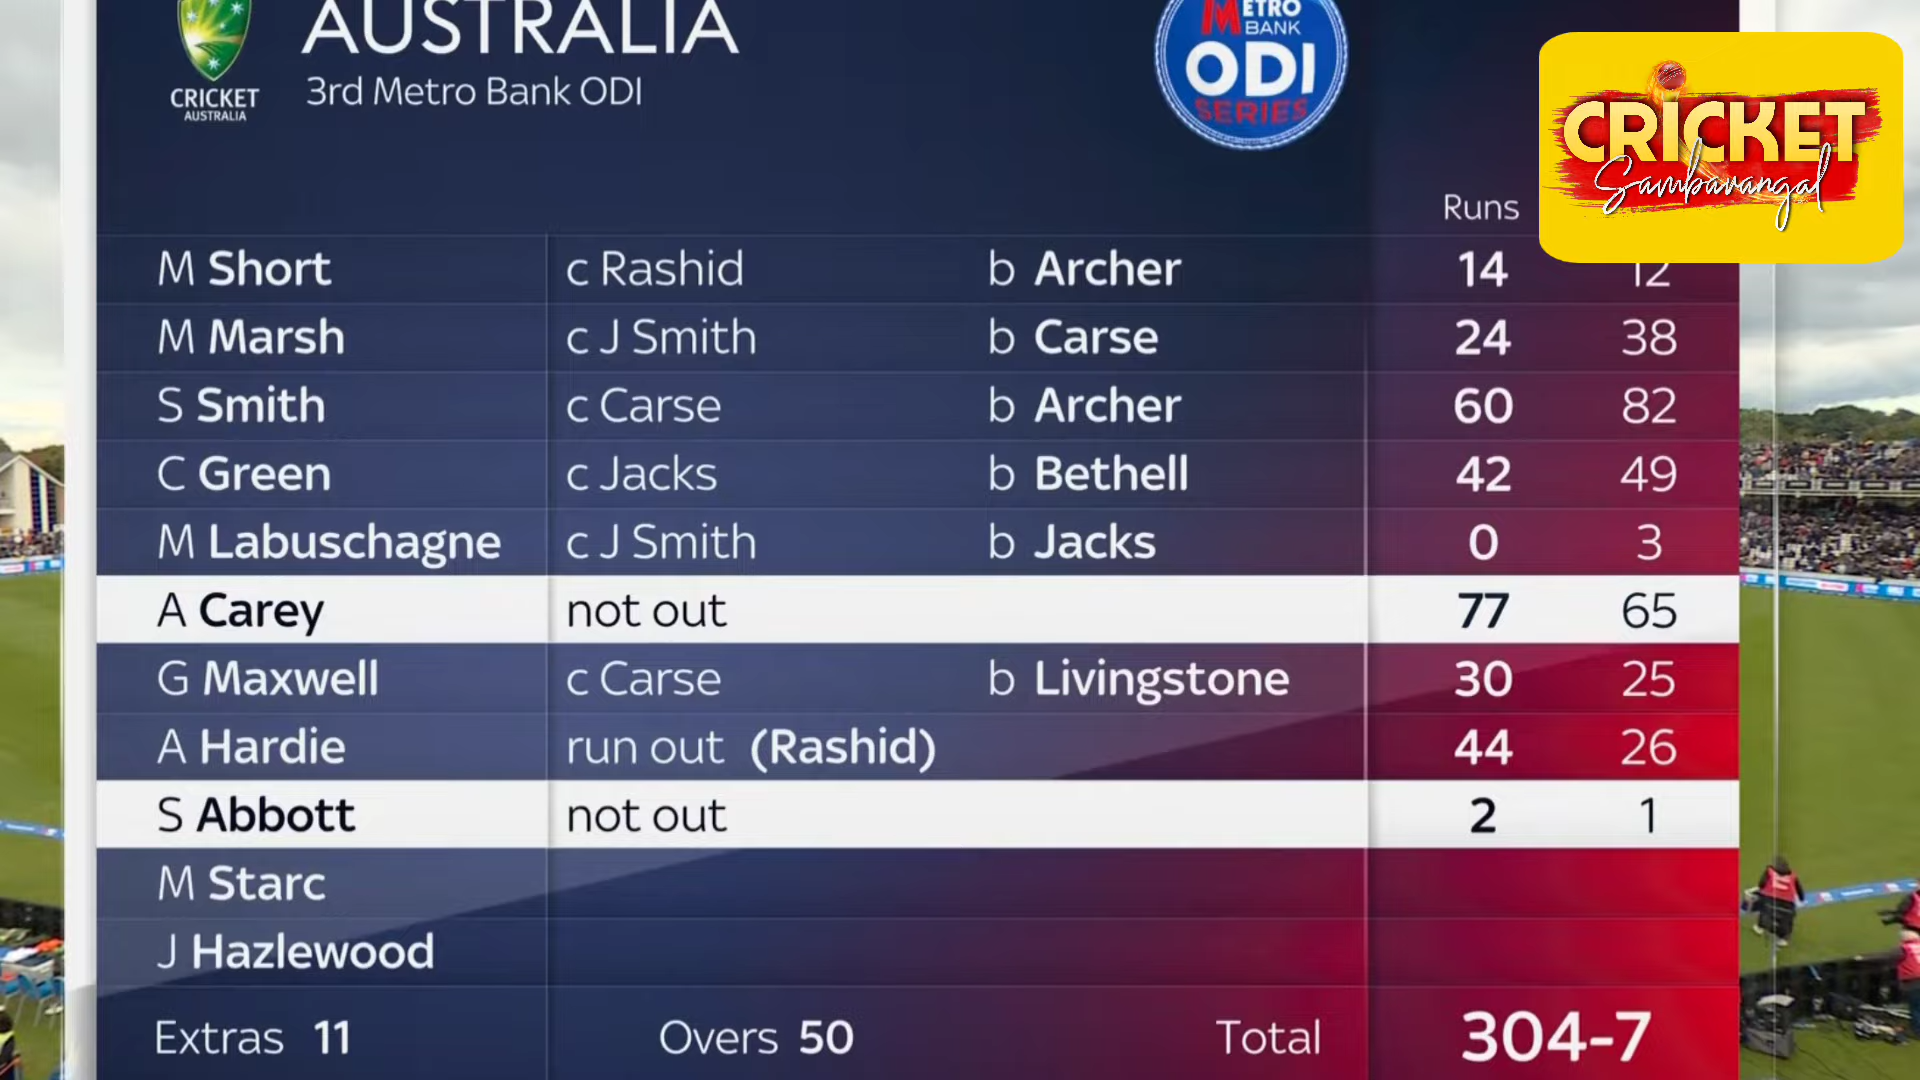 AUSTRALIA
3rd Metro Bank ODI
CRICKET
AUSTRALIA
METRO
BANK
ODI
SERIES
CRICKET
Sambavangal
Runs
M Short c Rashid b Archer 14 12
M Marsh c J Smith b Carse 24 38
S Smith c Carse b Archer 60 82
C Green c Jacks b Bethell 42 49
M Labuschagne c J Smith b Jacks 0 3
A Carey not out 77 65
G Maxwell c Carse b Livingstone 30 25
A Hardie run out (Rashid) 44 26
S Abbott not out 2 1
M Starc
J Hazlewood
Extras 11 Overs 50 Total 304-7